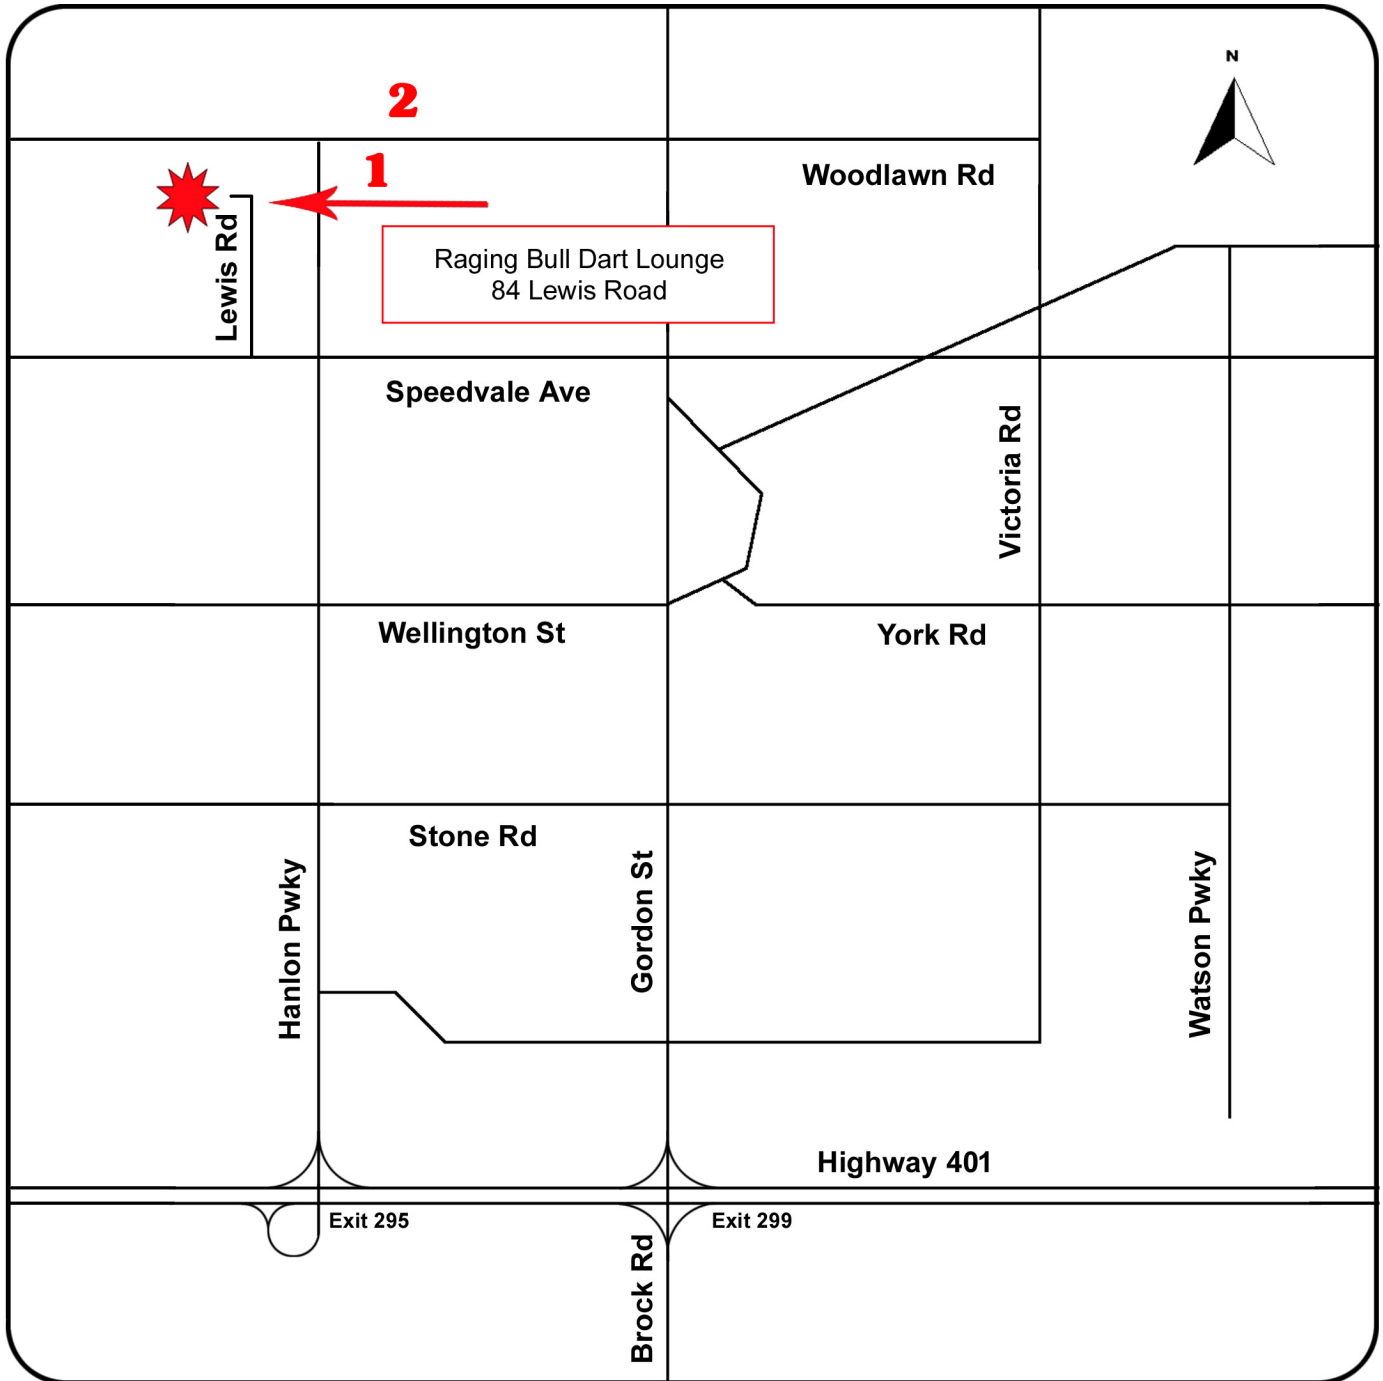 N
2
1
Woodlawn Rd
Lewis Rd
Raging Bull Dart Lounge
84 Lewis Road
Speedvale Ave
Victoria Rd
Wellington St
York Rd
Stone Rd
Hanlon Pwky
Gordon St
Watson Pwky
Highway 401
Exit 295
Exit 299
Brock Rd